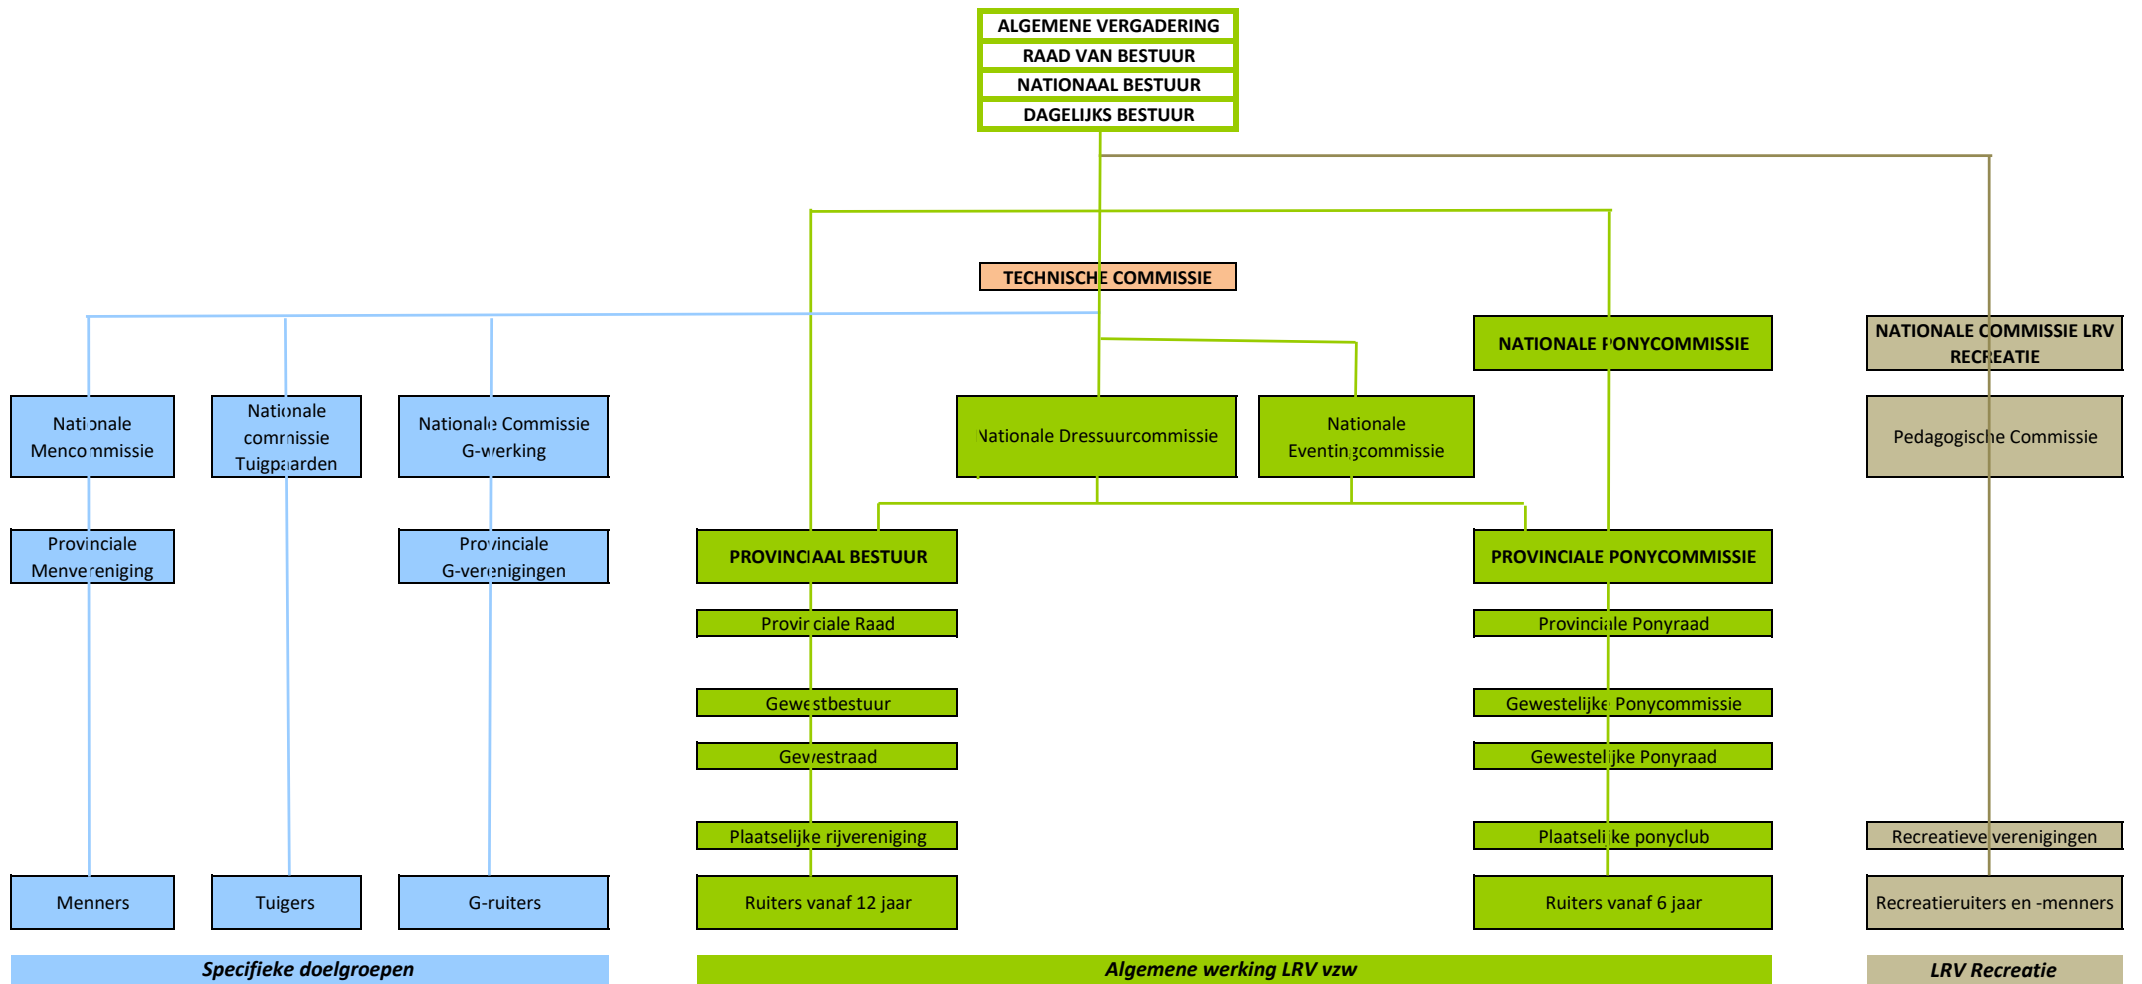 ALGEMENE VERGADERING
RAAD VAN BESTUUR
NATIONAAL BESTUUR
DAGELIJKS BESTUUR
TECHNISCHE COMMISSIE
NATIONALE PONYCOMMISSIE
NATIONALE COMMISSIE LRV
RECREATIE
Nationale
Mencommissie
Nationale
commissie
Tuigpaarden
Nationale Commissie
G-werking
Nationale Dressuurcommissie
Nationale
Eventingcommissie
Pedagogische Commissie
Provinciale
Menvereniging
Provinciale
G-verenigingen
PROVINCIAAL BESTUUR
PROVINCIALE PONYCOMMISSIE
Provinciale Raad
Provinciale Ponyraad
Gewestbestuur
Gewestelijke Ponycommissie
Gewestraad
Gewestelijke Ponyraad
Plaatselijke rijvereniging
Plaatselijke ponyclub
Recreatieve verenigingen
Menners
Tuigers
G-ruiters
Ruiters vanaf 12 jaar
Ruiters vanaf 6 jaar
Recreatieruiters en -menners
Specifieke doelgroepen
Algemene werking LRV vzw
LRV Recreatie